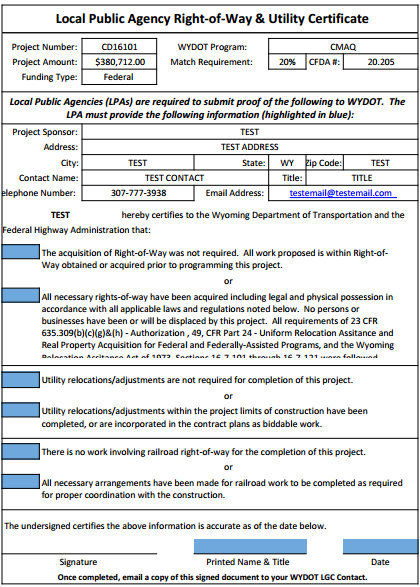 Local Public Agency Right-of-Way & Utility Certificate
Project Number: CD16101 WYDOT Program: CMAQ
Project Amount: $380,712.00 Match Requirement: 20% CFDA #: 20.205
Funding Type: Federal
Local Public Agencies (LPAs) are required to submit proof of the following to WYDOT. The
LPA must provide the following information (highlighted in blue):
Project Sponsor: TEST
Address: TEST ADDRESS
City: TEST State: WY Zip Code: TEST
Contact Name: TEST CONTACT Title: TITLE
elephone Number: 307-777-3938 Email Address: testemail@testemail.com
TEST hereby certifies to the Wyoming Department of Transportation and the
Federal Highway Administration that:
The acquisition of Right-of-Way was not required. All work proposed is within Right-of-
Way obtained or acquired prior to programming this project.
or
All necessary rights-of-way have been acquired including legal and physical possession in
accordance with all applicable laws and regulations noted below. No persons or
businesses have been or will be displaced by this project. All requirements of 23 CFR
635.309(b)(c)(g)&(h) - Authorization , 49, CFR Part 24 - Uniform Relocation Assitance and
Real Property Acquisition for Federal and Federally-Assisted Programs, and the Wyoming
Relocation Assitance Act of 1973, Sections 16-7-101 through 16-7-121 were followed
Utility relocations/adjustments are not required for completion of this project.
or
Utility relocations/adjustments within the project limits of construction have been
completed, or are incorporated in the contract plans as biddable work.
There is no work involving railroad right-of-way for the completion of this project.
or
All necessary arrangements have been made for railroad work to be completed as required
for proper coordination with the construction.
The undersigned certifies the above information is accurate as of the date below.
Signature Printed Name & Title Date
Once completed, email a copy of this signed document to your WYDOT LGC Contact.